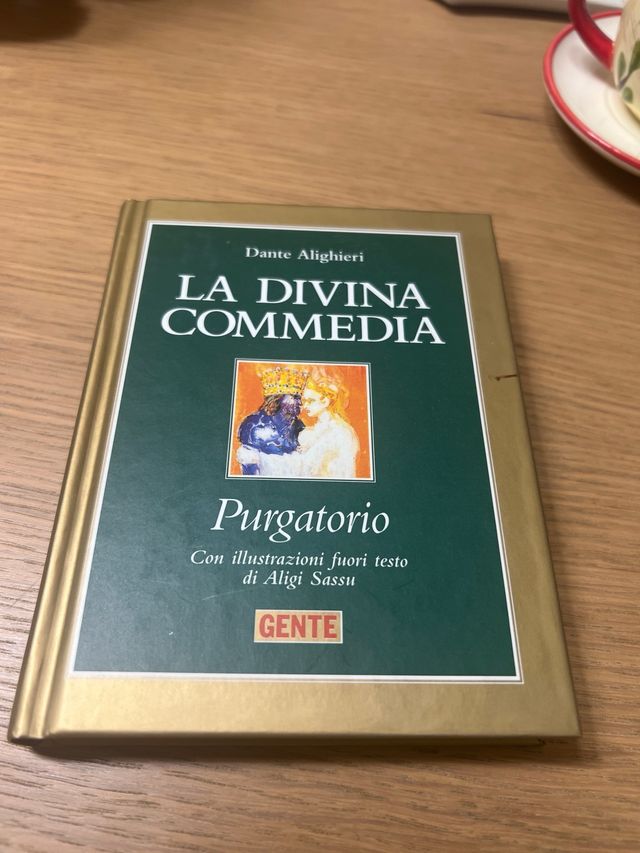 Dante Alighieri
LA DIVINA
COMMEDIA
Purgatorio
Con illustrazioni fuori testo
di Aligi Sassu
GENTE